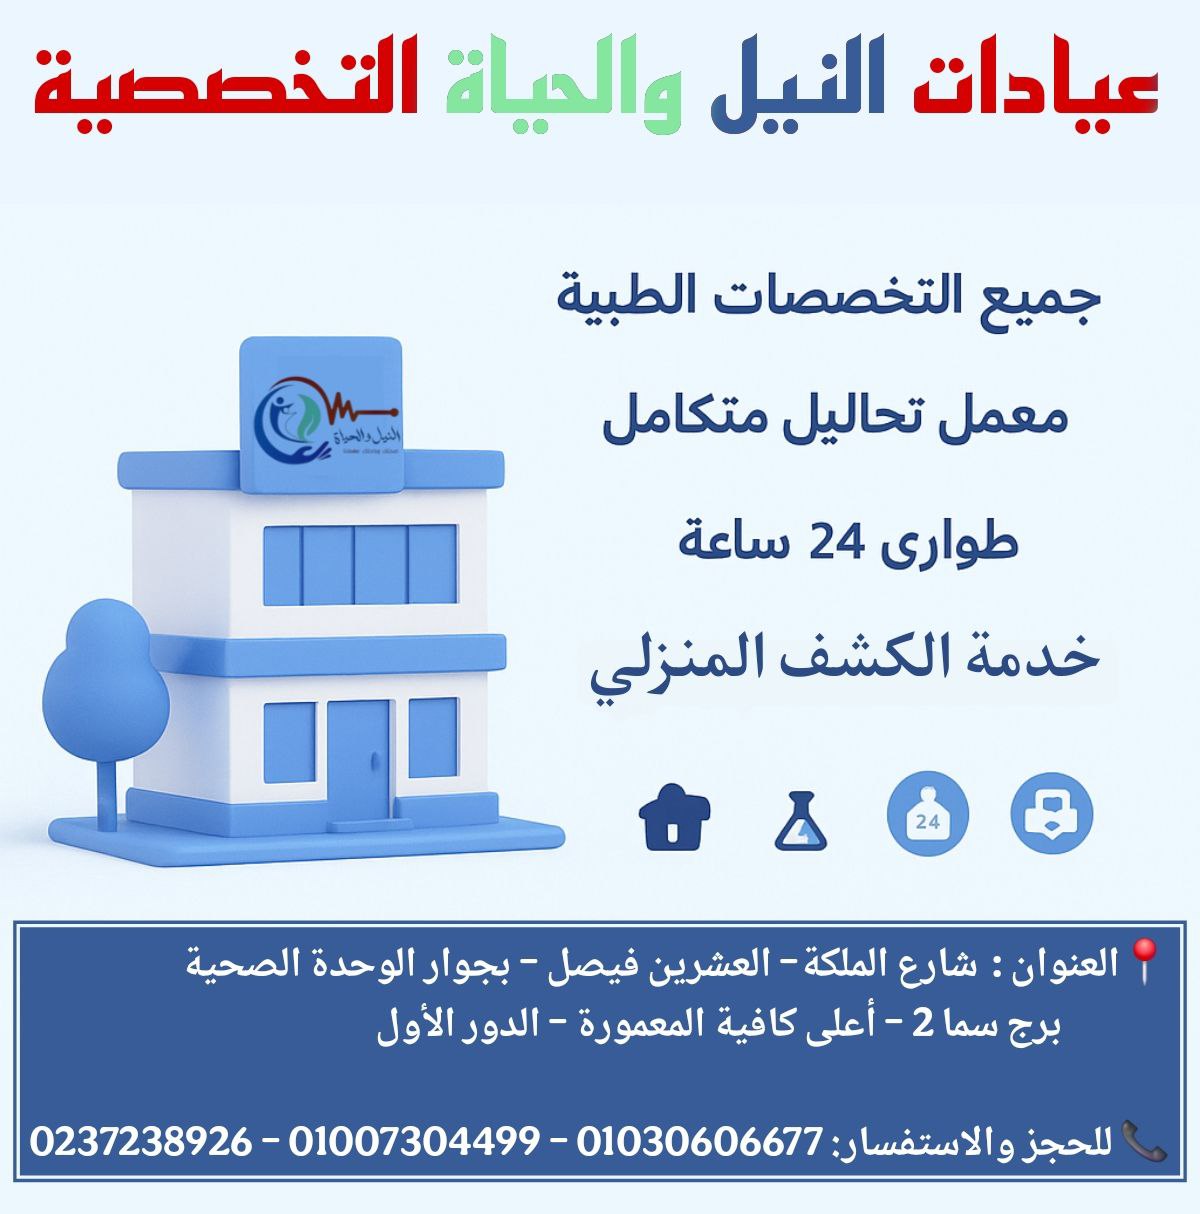 عيادات النيل والحياة التخصصية
جميع التخصصات الطبية
معمل تحاليل متكامل
طوارى 24 ساعة
خدمة الكشف المنزلي
النيل والحياة
24
العنوان : شارع الملكة - العشرين فيصل - بجوار الوحدة الصحية
برج سما 2 - أعلى كافية المعمورة - الدور الأول
للحجز والاستفسار: 01030606677 - 01007304499 - 0237238926